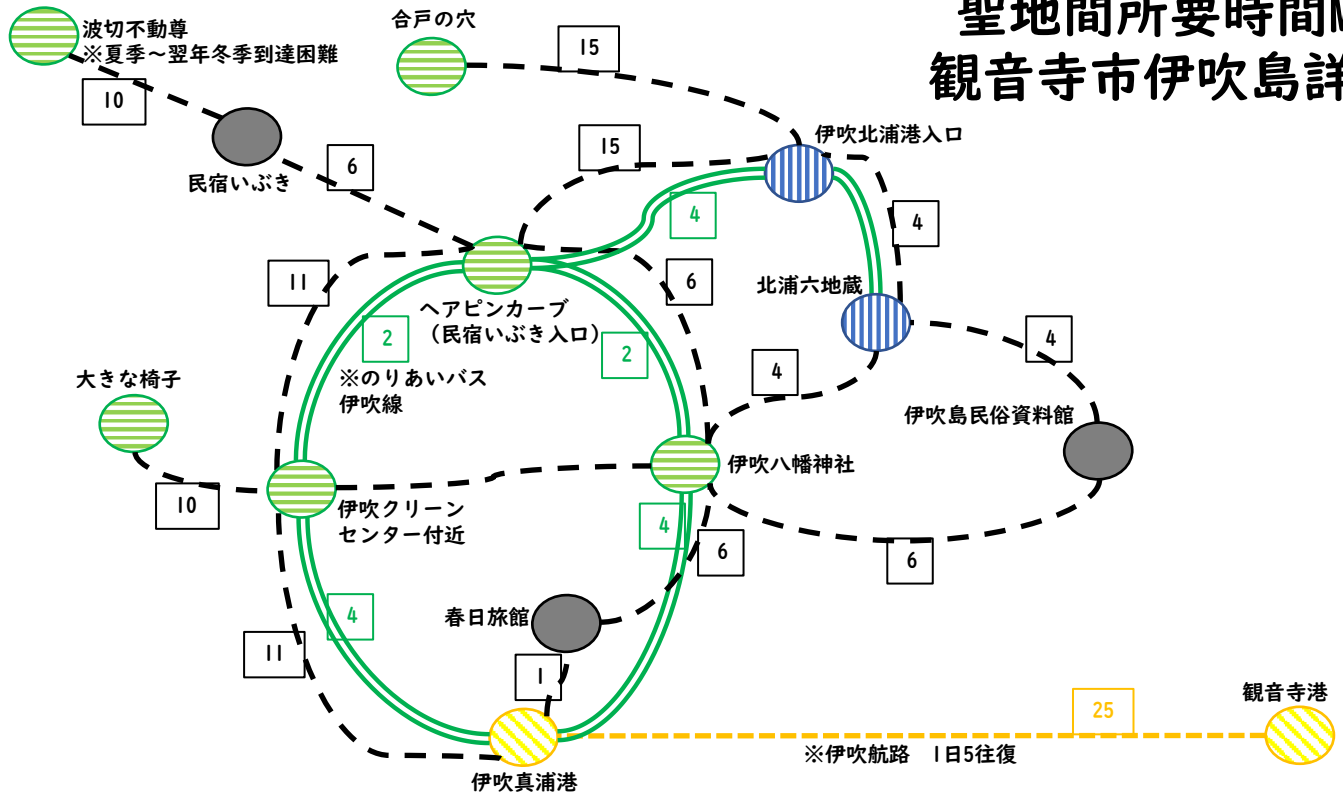 聖地間所要時間
観音寺市伊吹島詳
波切不動尊
※夏季～翌年冬季到達困難
合戸の穴
15
10
伊吹北浦港入口
15
6
民宿いぶき
4
4
11
6
北浦六地蔵
ヘアピンカーブ
（民宿いぶき入口）
2
2
4
4
※のりあいバス
伊吹線
大きな椅子
伊吹島民俗資料館
伊吹八幡神社
10
伊吹クリーン
センター付近
4
6
6
4
春日旅館
11
1
観音寺港
25
※伊吹航路 1日5往復
伊吹真浦港